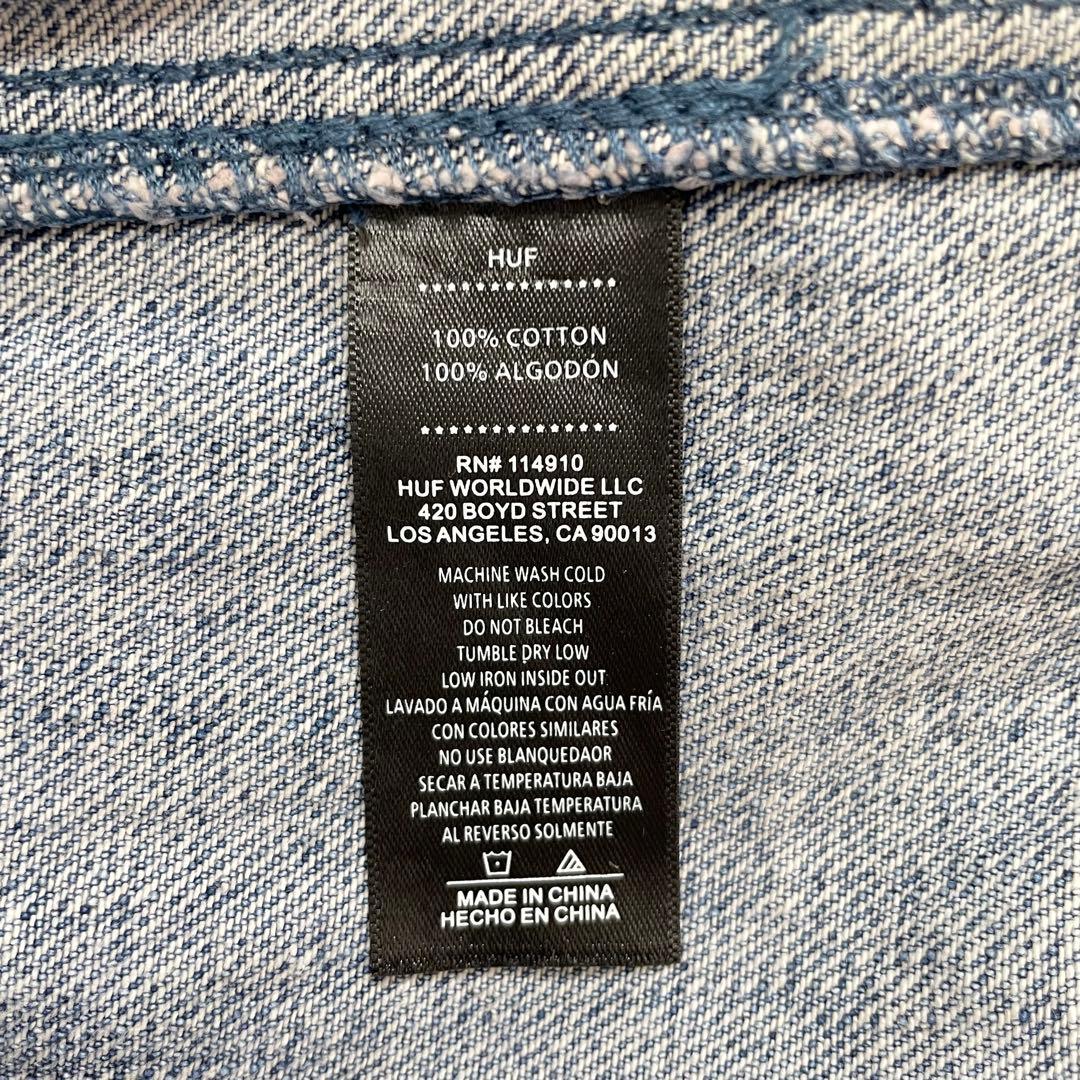 HUF
100% COTTON
100% ALGODÓN
RN# 114910
HUF WORLDWIDE LLC
420 BOYD STREET
LOS ANGELES, CA 90013
MACHINE WASH COLD
WITH LIKE COLORS
DO NOT BLEACH
TUMBLE DRY LOW
LOW IRON INSIDE OUT
LAVADO A MÁQUINA CON AGUA FRÍA
CON COLORES SIMILARES
NO USE BLANQUEDAOR
SECAR A TEMPERATURA BAJA
PLANCHAR BAJA TEMPERATURA
AL REVERSO SOLMENTE
MADE IN CHINA
HECHO EN CHINA